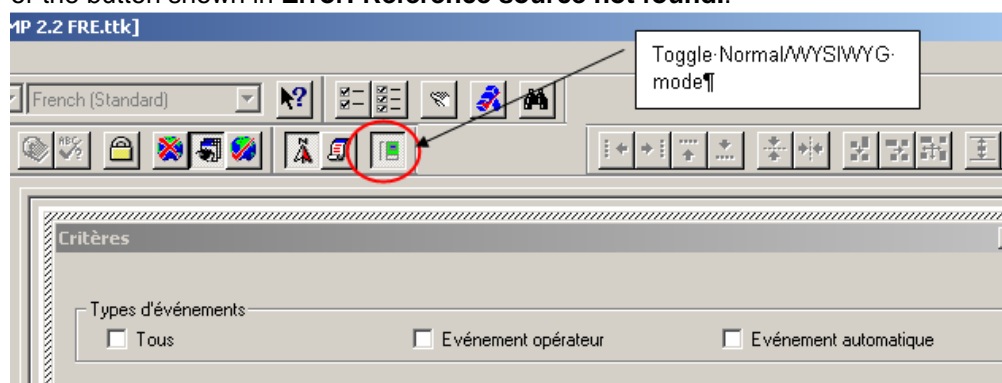 of the button shown in Error! Reference source not found..
MP 2.2 FRE.ttk]
Toggle·Normal/WYSIWYG·
mode¶
French (Standard)
ABC
Critères
Types d'événements
Tous
Evénement opérateur
Evénement automatique